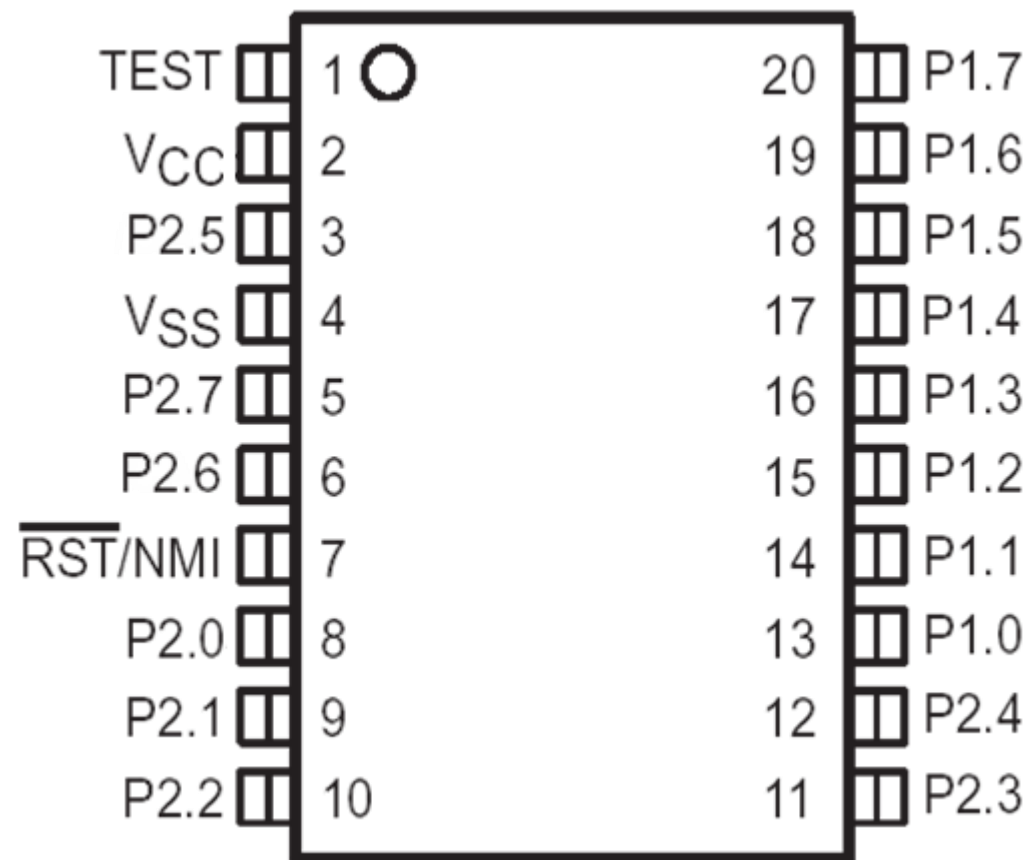 TEST 1 20 P1.7
VCC 2 19 P1.6
P2.5 3 18 P1.5
VSS 4 17 P1.4
P2.7 5 16 P1.3
P2.6 6 15 P1.2
R̅S̅T̅/NMI 7 14 P1.1
P2.0 8 13 P1.0
P2.1 9 12 P2.4
P2.2 10 11 P2.3